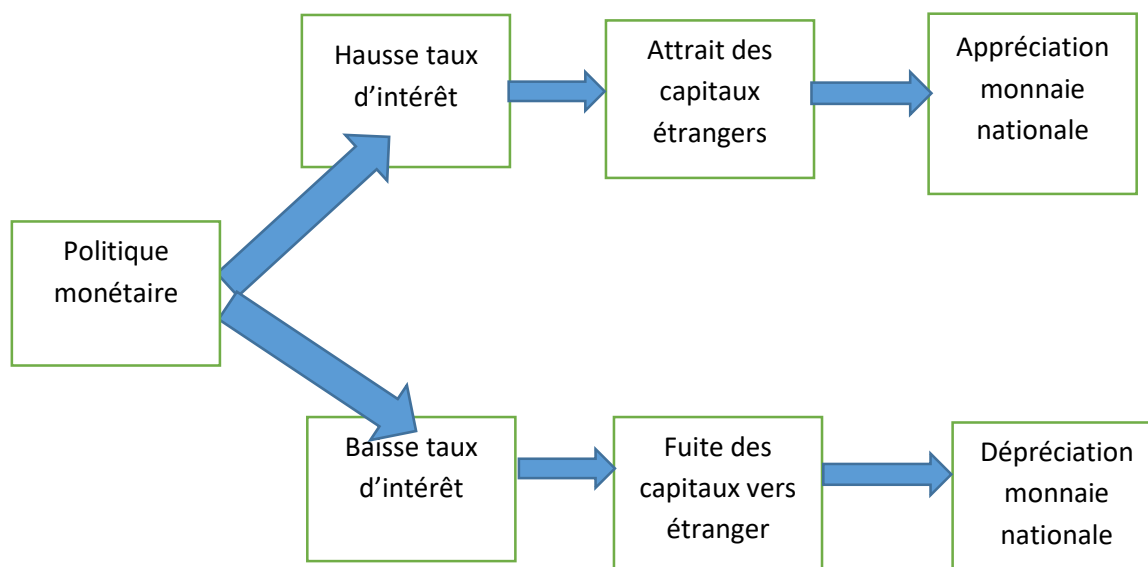 Hausse taux
d’intérêt
Attrait des
capitaux
étrangers
Appréciation
monnaie
nationale
Politique
monétaire
Baisse taux
d’intérêt
Fuite des
capitaux vers
étranger
Dépréciation
monnaie
nationale